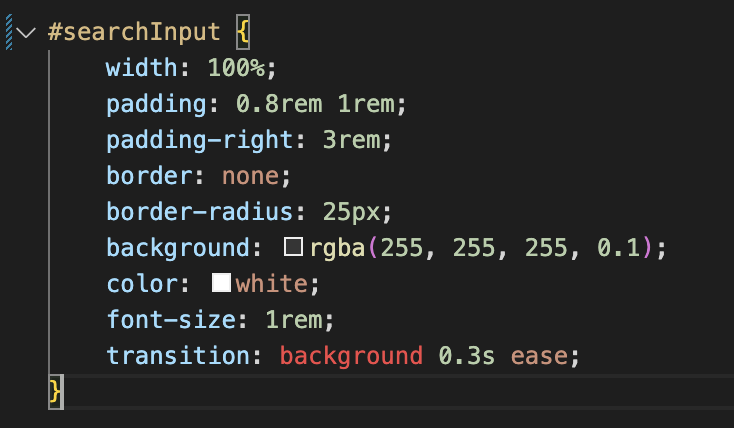 #searchInput {
    width: 100%;
    padding: 0.8rem 1rem;
    padding-right: 3rem;
    border: none;
    border-radius: 25px;
    background: rgba(255, 255, 255, 0.1);
    color: white;
    font-size: 1rem;
    transition: background 0.3s ease;
}